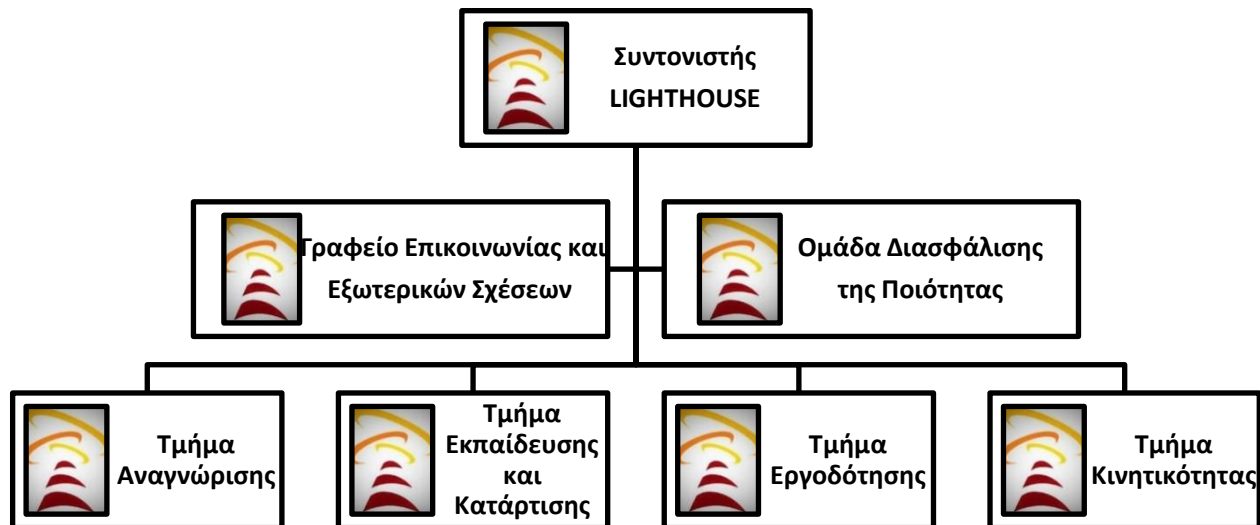 Συντονιστής
LIGHTHOUSE
Γραφείο Επικοινωνίας και
Εξωτερικών Σχέσεων
Ομάδα Διασφάλισης
της Ποιότητας
Τμήμα
Αναγνώρισης
Τμήμα
Εκπαίδευσης
και
Κατάρτισης
Τμήμα
Εργοδότησης
Τμήμα
Κινητικότητας